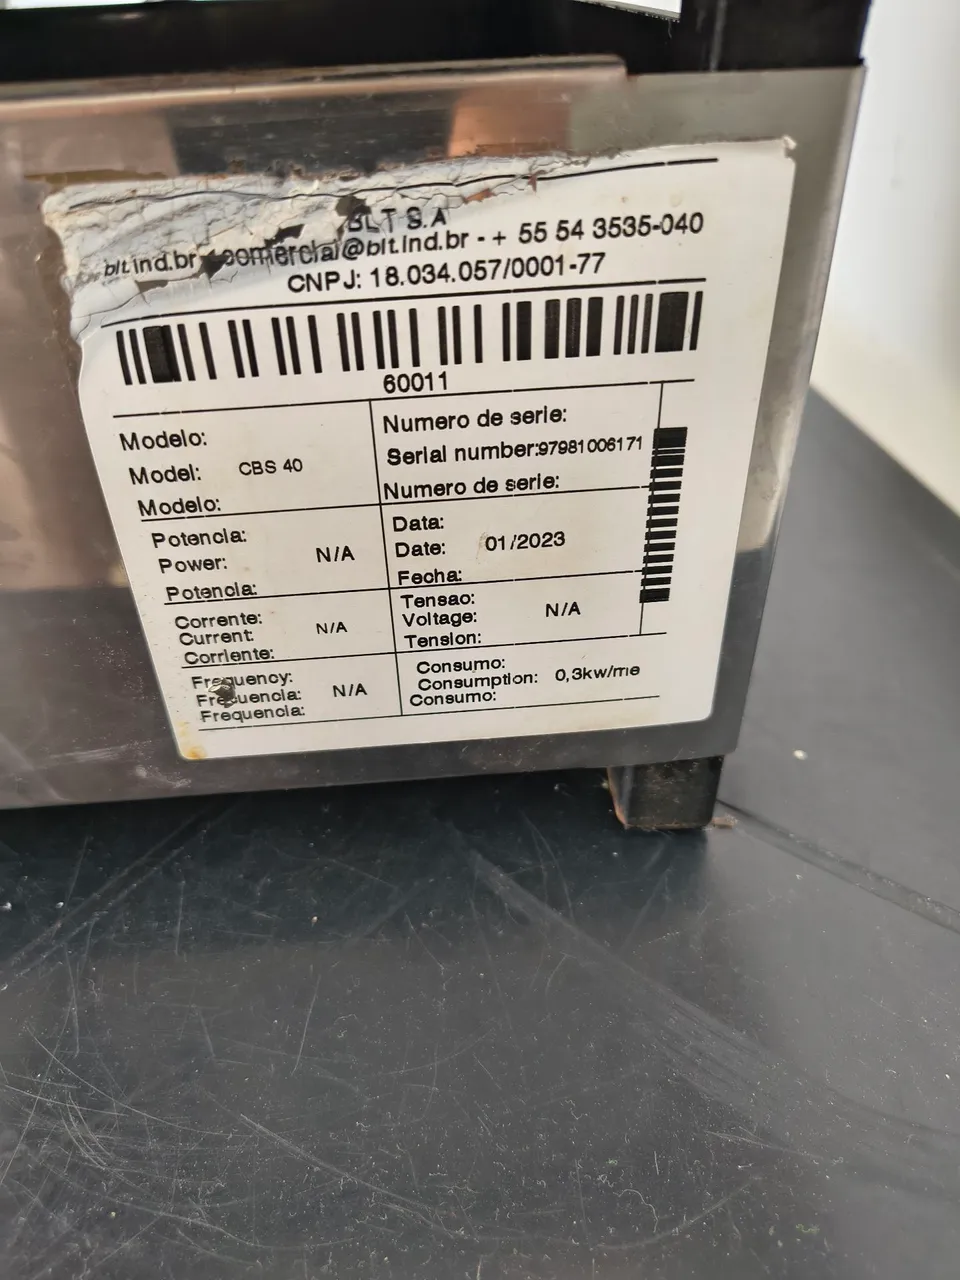 BLT S.A
blt.ind.br comercial@blt.ind.br - + 55 54 3535-040
CNPJ: 18.034.057/0001-77
60011
Modelo:
Model: CBS 40
Modelo:
Numero de serie:
Serial number:97981006171
Numero de serie:
Potencia:
Power: N/A
Potencia:
Data:
Date: 01/2023
Fecha:
Corrente:
Current: N/A
Corriente:
Tensao:
Voltage: N/A
Tension:
Frequency:
Frequencia: N/A
Frequencia:
Consumo:
Consumption: 0,3kw/me
Consumo: